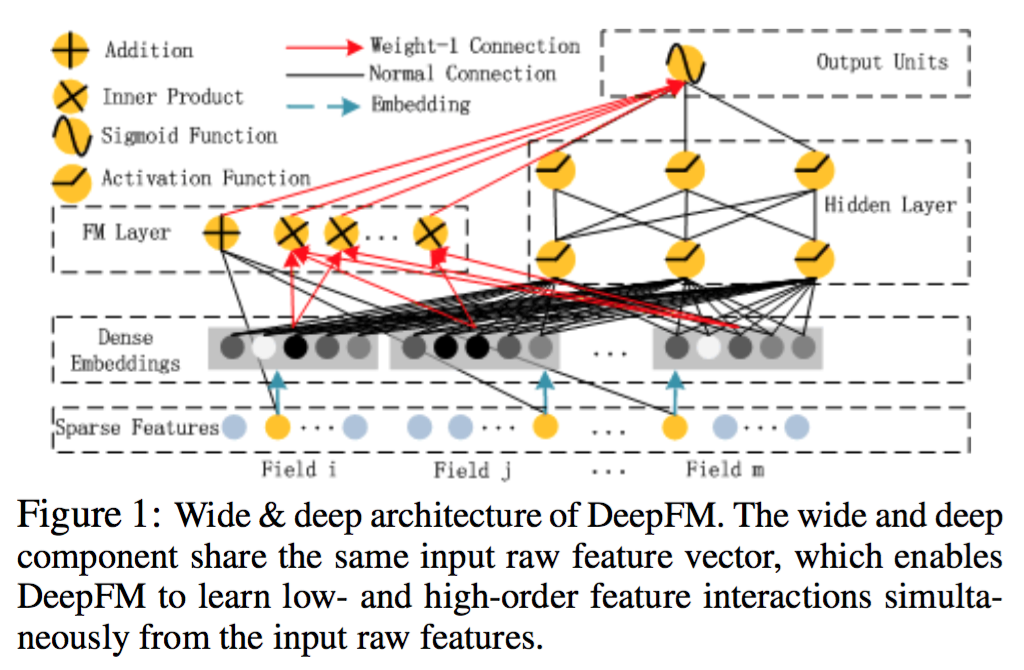 Addition
Inner Product
Sigmoid Function
Activation Function
Weight-1 Connection
Normal Connection
Embedding
Output Units
FM Layer
...
Hidden Layer
Dense
Embeddings
...
Sparse Features
... ... ... ...
Field i Field j ... Field m
Figure 1: Wide & deep architecture of DeepFM. The wide and deep
component share the same input raw feature vector, which enables
DeepFM to learn low- and high-order feature interactions simulta-
neously from the input raw features.